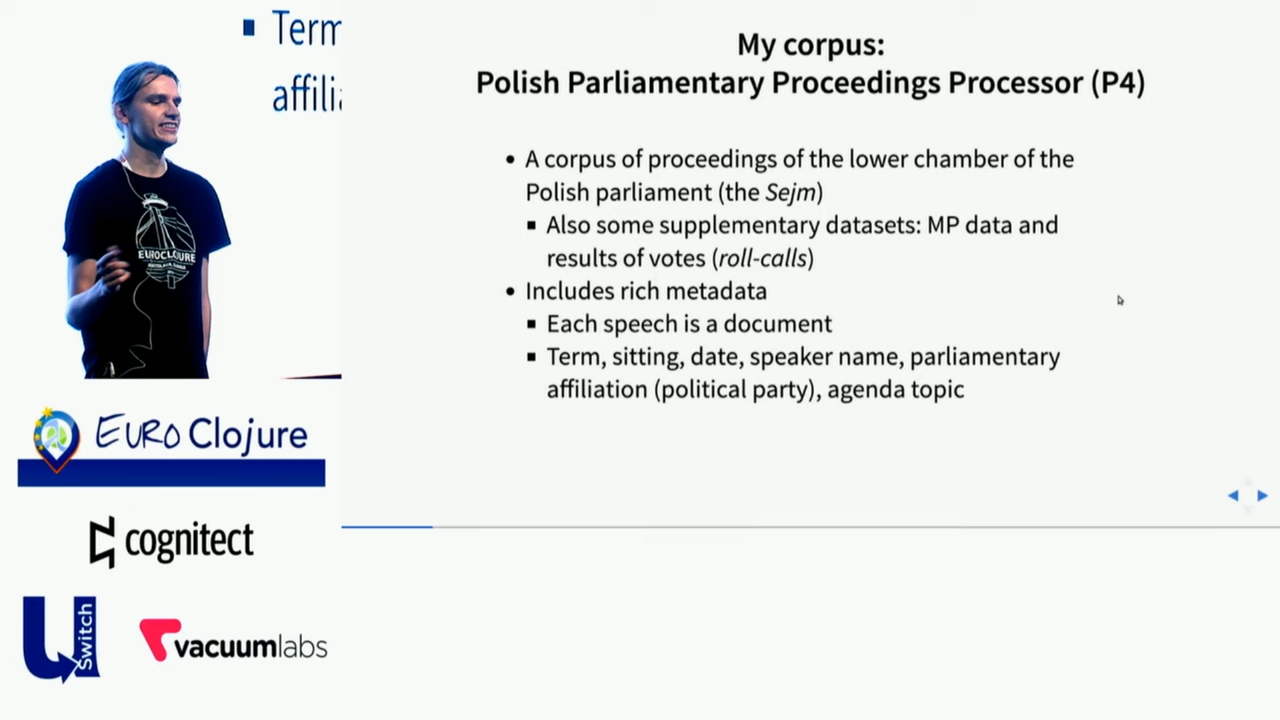 Term
affilia
EUROCLOJURE
EURO Clojure
cognitect
uSwitch
vacuumlabs
My corpus:
Polish Parliamentary Proceedings Processor (P4)
• A corpus of proceedings of the lower chamber of the
Polish parliament (the Sejm)
▪ Also some supplementary datasets: MP data and
results of votes (roll-calls)
• Includes rich metadata
▪ Each speech is a document
▪ Term, sitting, date, speaker name, parliamentary
affiliation (political party), agenda topic